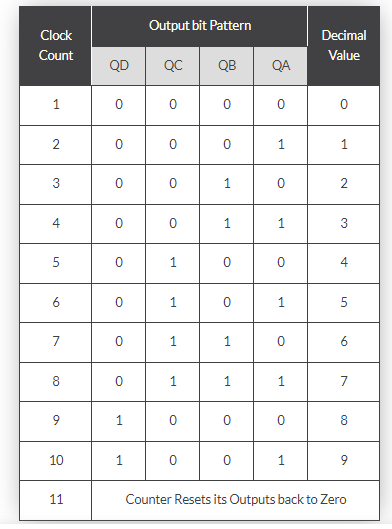 Clock Count Output bit Pattern Decimal Value
QD QC QB QA
1 0 0 0 0 0
2 0 0 0 1 1
3 0 0 1 0 2
4 0 0 1 1 3
5 0 1 0 0 4
6 0 1 0 1 5
7 0 1 1 0 6
8 0 1 1 1 7
9 1 0 0 0 8
10 1 0 0 1 9
11 Counter Resets its Outputs back to Zero